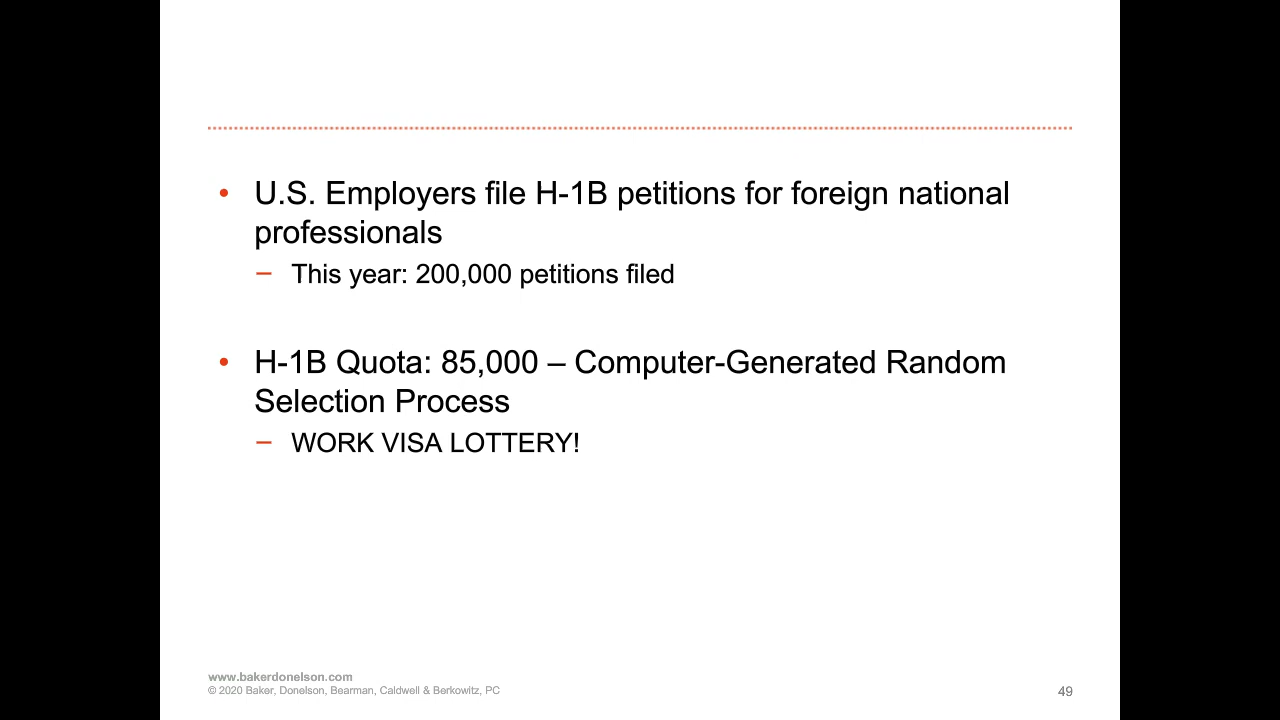 • U.S. Employers file H-1B petitions for foreign national
professionals
– This year: 200,000 petitions filed
• H-1B Quota: 85,000 – Computer-Generated Random
Selection Process
– WORK VISA LOTTERY!
www.bakerdonelson.com
© 2020 Baker, Donelson, Bearman, Caldwell & Berkowitz, PC
49